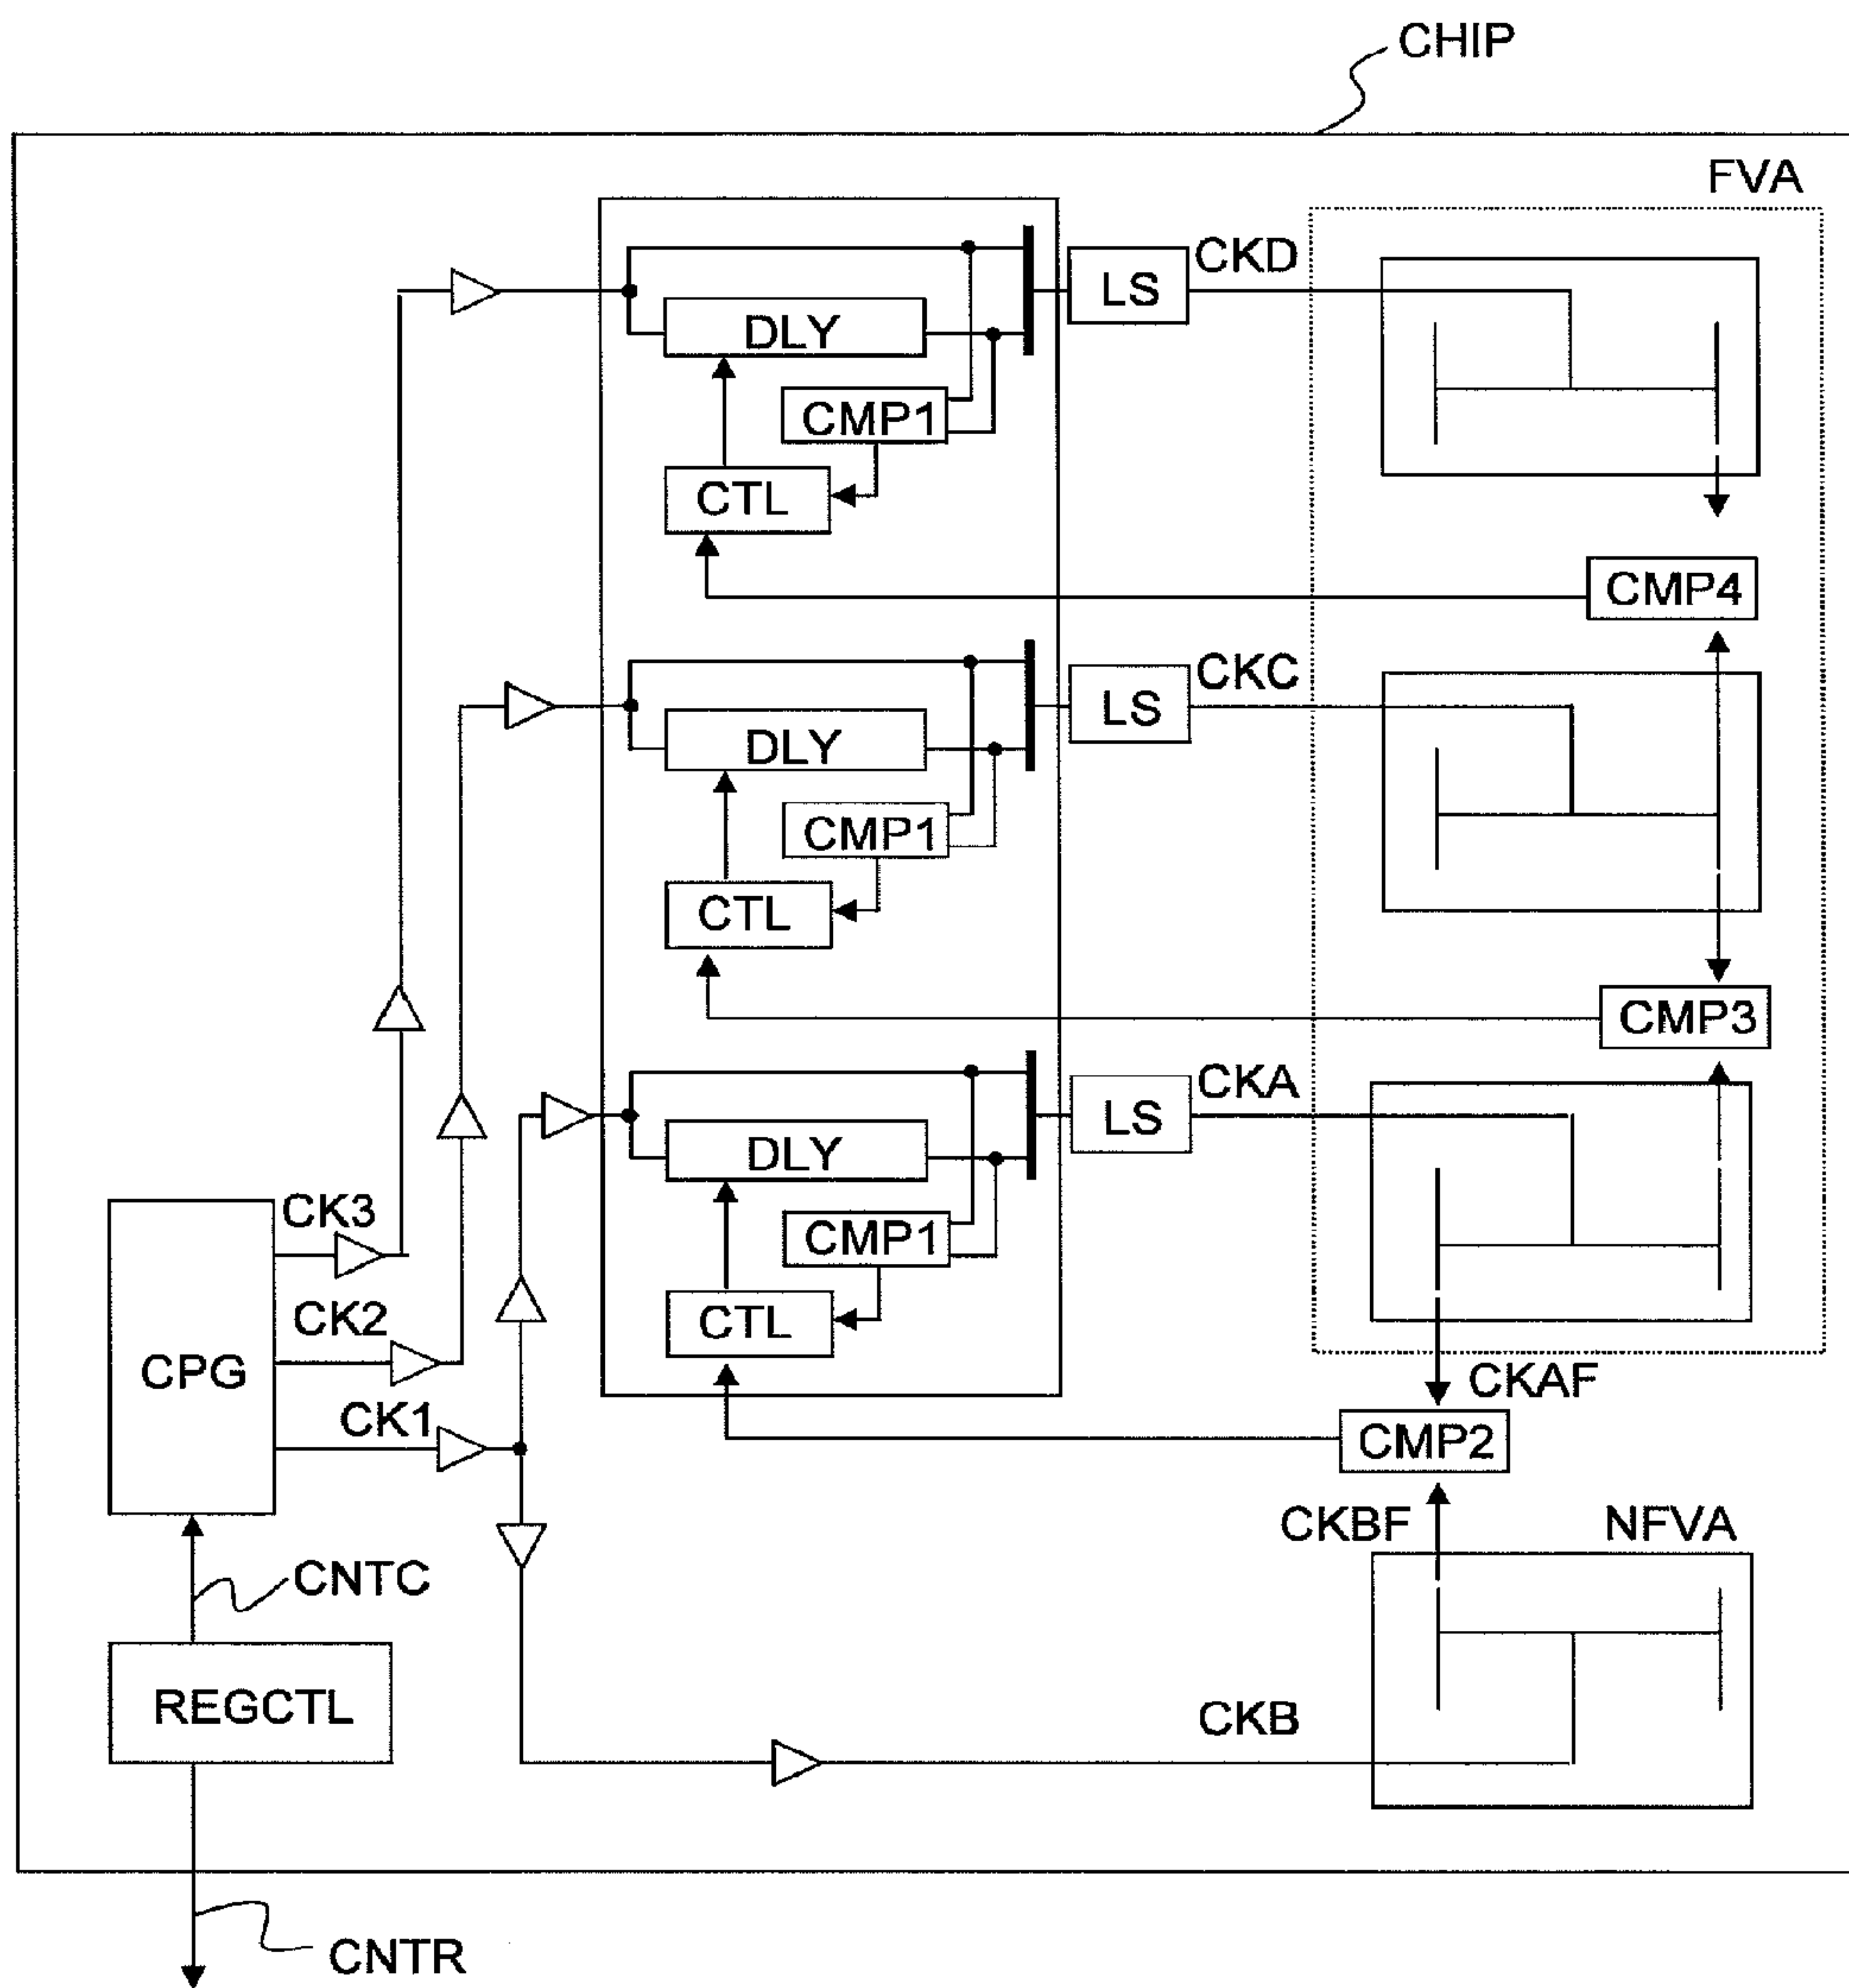 CHIP
FVA
CKD
LS
DLY
CMP1
CTL
CMP4
CKC
LS
DLY
CMP1
CTL
CMP3
CKA
LS
DLY
CMP1
CK3
CTL
CK2
CPG
CKAF
CK1
CMP2
CKBF
NFVA
CNTC
REGCTL
CKB
CNTR